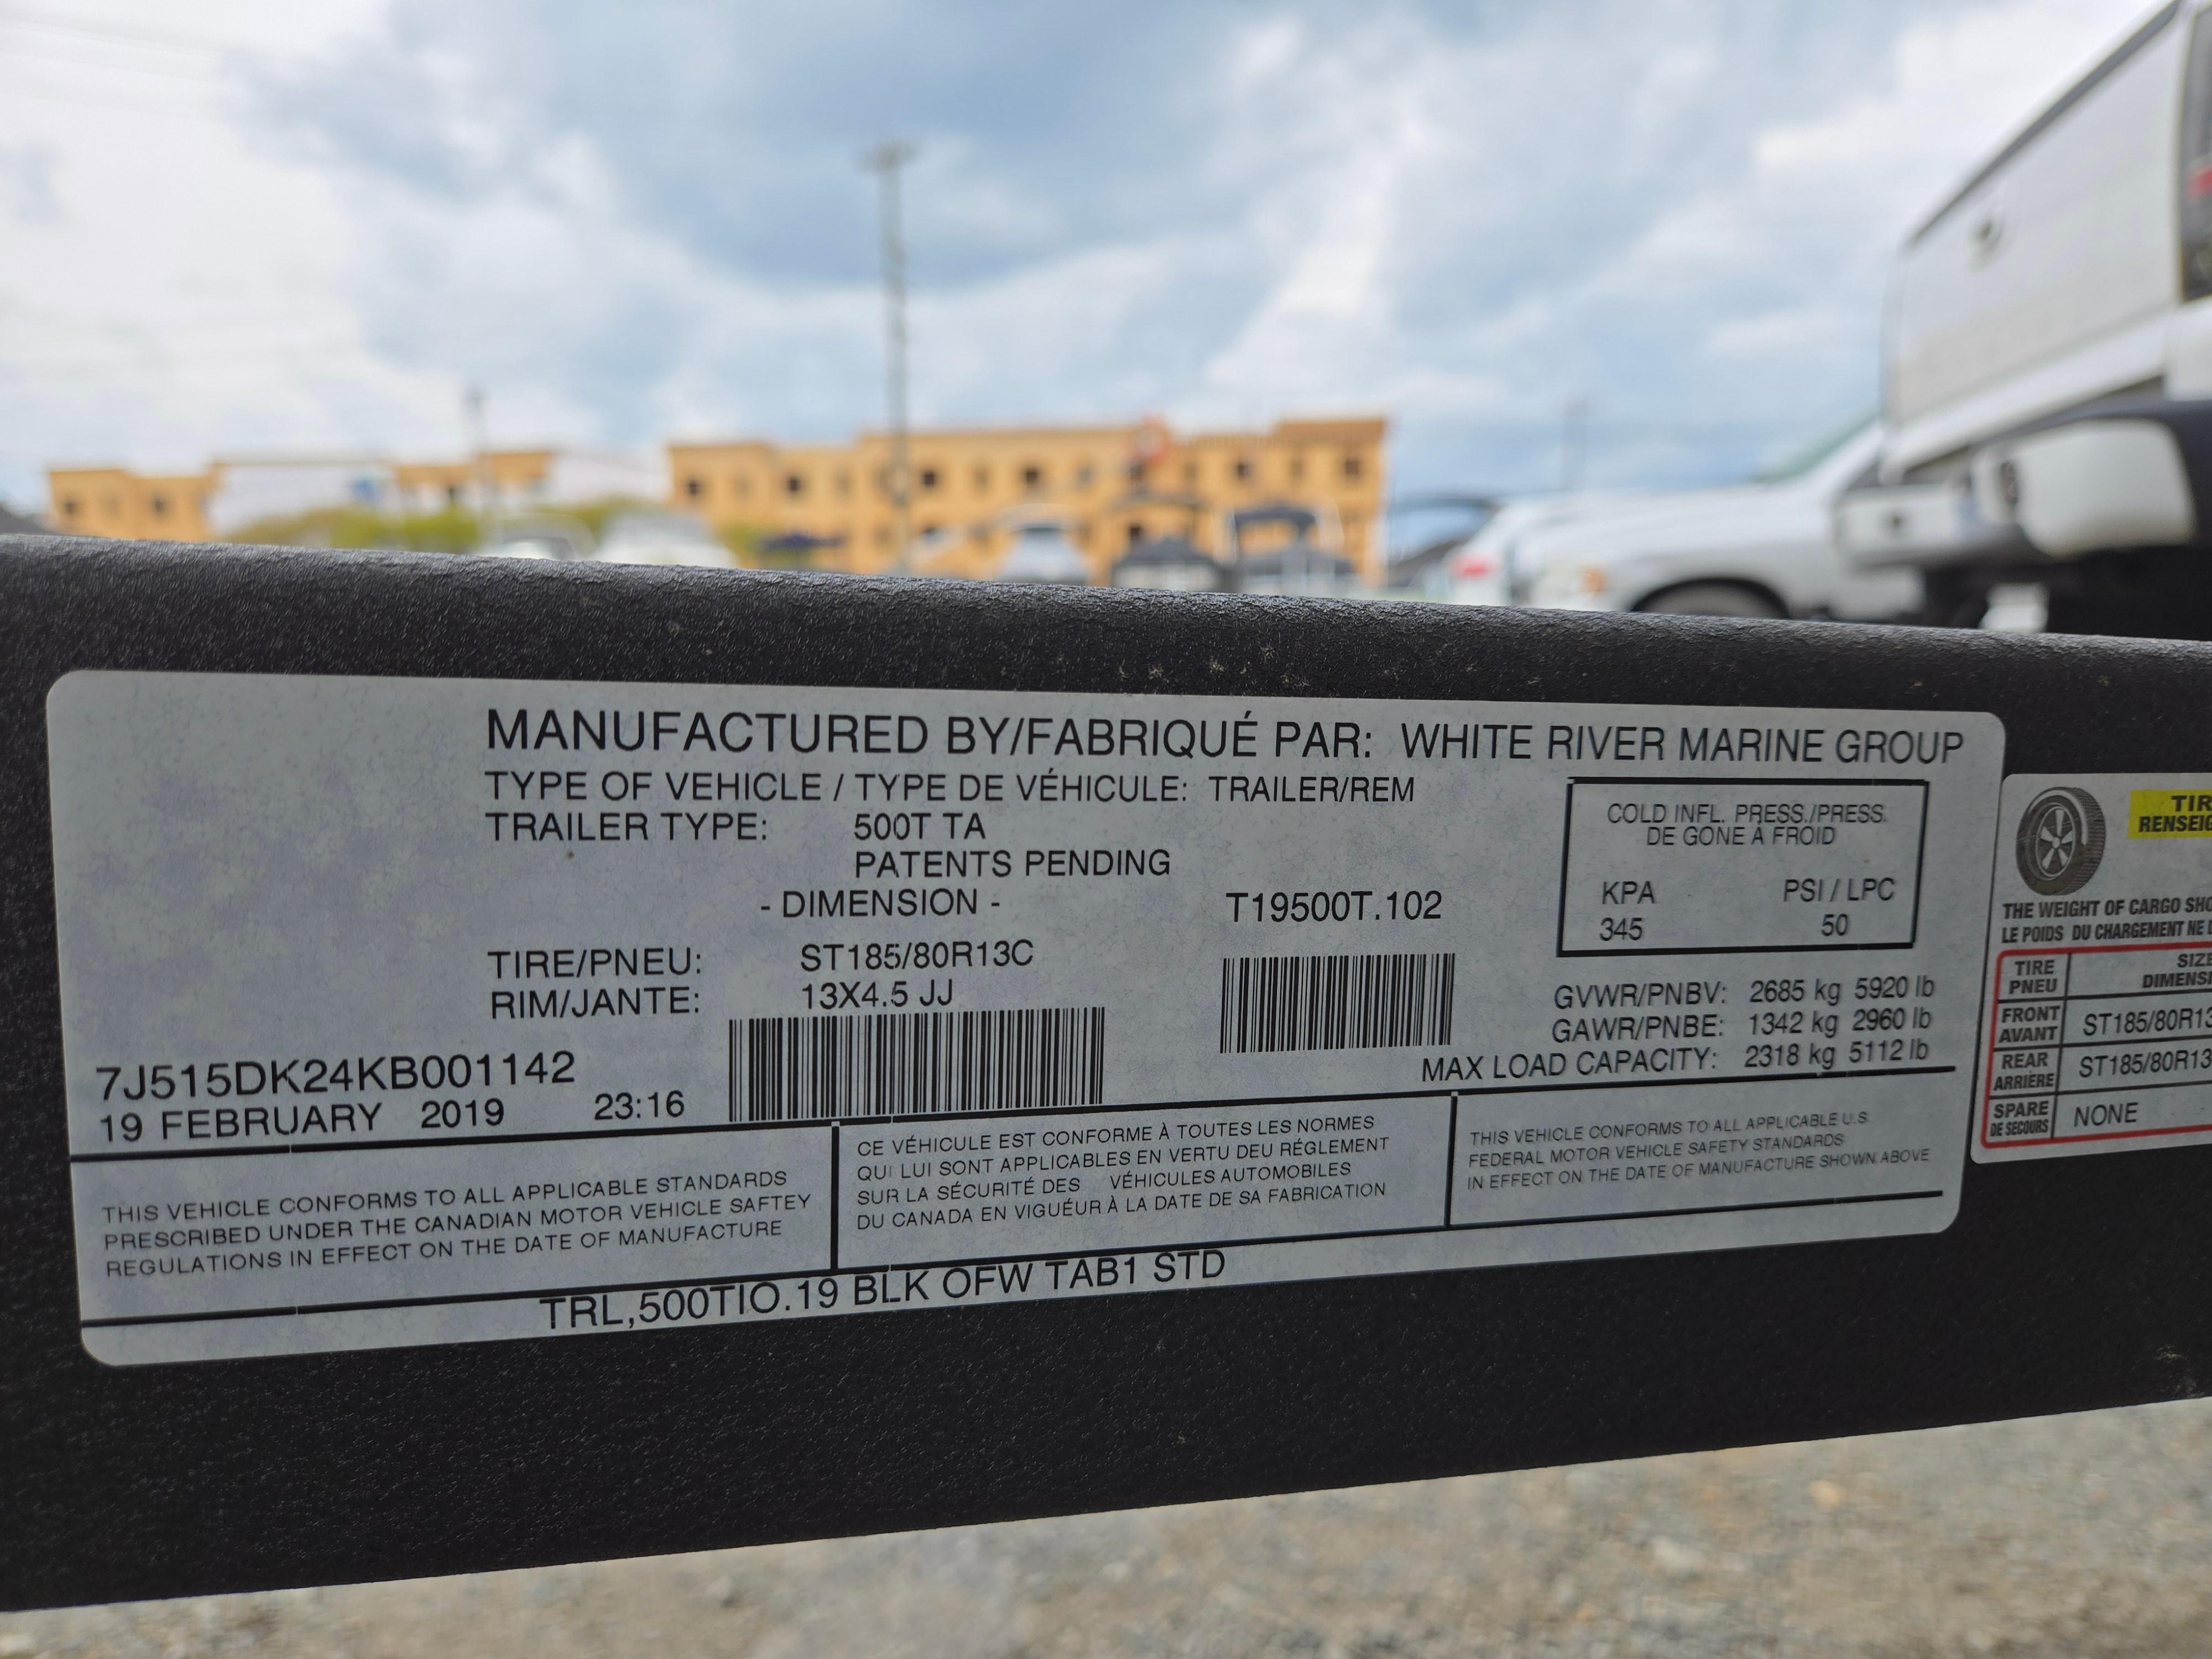 MANUFACTURED BY/FABRIQUÉ PAR: WHITE RIVER MARINE GROUP
TYPE OF VEHICLE / TYPE DE VÉHICULE: TRAILER/REM
TRAILER TYPE: 500T TA
PATENTS PENDING
- DIMENSION -
T19500T.102
TIRE/PNEU: ST185/80R13C
RIM/JANTE: 13X4.5 JJ
COLD INFL. PRESS./PRESS.
DE GONE À FROID
KPA PSI / LPC
345 50
GVWR/PNBV: 2685 kg 5920 lb
GAWR/PNBE: 1342 kg 2960 lb
MAX LOAD CAPACITY: 2318 kg 5112 lb
7J515DK24KB001142
19 FEBRUARY 2019 23:16
THIS VEHICLE CONFORMS TO ALL APPLICABLE STANDARDS
PRESCRIBED UNDER THE CANADIAN MOTOR VEHICLE SAFTEY
REGULATIONS IN EFFECT ON THE DATE OF MANUFACTURE
CE VÉHICULE EST CONFORME À TOUTES LES NORMES
QUI LUI SONT APPLICABLES EN VERTU DEU RÉGLEMENT
SUR LA SÉCURITÉ DES VÉHICULES AUTOMOBILES
DU CANADA EN VIGUÉUR À LA DATE DE SA FABRICATION
THIS VEHICLE CONFORMS TO ALL APPLICABLE U.S.
FEDERAL MOTOR VEHICLE SAFETY STANDARDS
IN EFFECT ON THE DATE OF MANUFACTURE SHOWN ABOVE
TRL,500TIO.19 BLK OFW TAB1 STD
THE WEIGHT OF CARGO
LE POIDS DU CHARGEMENT NE
TIRE
PNEU
FRONT
AVANT
ST185/80R13
REAR
ARRIÈRE
ST185/80R13
SPARE
DE SECOURS
NONE